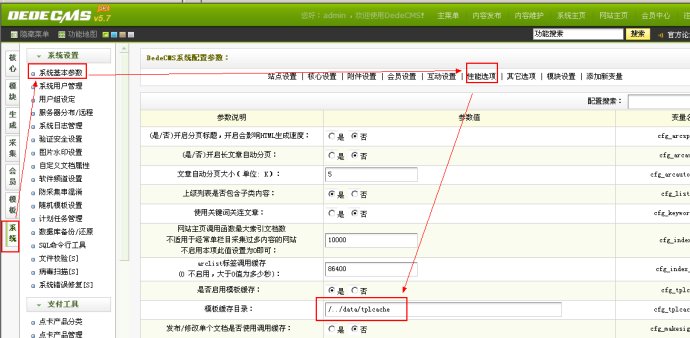 DEDECMS v5.7
您好：admin ，欢迎使用DedeCMS！ 主菜单 内容发布 内容维护 系统主页 网站主页 会员中心
隐藏菜单 功能地图 功能搜索 搜索 官方论
核心
模块
生成
采集
会员
模板
系统
系统设置
系统基本参数
系统用户管理
用户组设定
服务器分布/远程
系统日志管理
验证安全设置
图片水印设置
自定义文档属性
软件频道设置
防采集串混淆
随机模板设置
计划任务管理
数据库备份/还原
SQL命令行工具
文件校验[S]
病毒扫描[S]
系统错误修复[S]
支付工具
点卡产品分类
点卡产品管理
DedeCMS系统配置参数：
站点设置 | 核心设置 | 附件设置 | 会员设置 | 互动设置 | 性能选项 | 其它选项 | 模块设置 | 添加新变量
配置搜索：
参数说明 参数值 变量名
(是/否)开启分页标题，开启会影响HTML生成速度： 是 否 cfg_arcsp
(是/否)开启长文章自动分页： 是 否 cfg_arcau
文章自动分页大小（单位: K）： 5 cfg_arcauto
上级列表是否包含子类内容： 是 否 cfg_list
使用关键词关连文章： 是 否 cfg_keywor
网站主页调用函数最大索引文档数
不适用于经常单栏目采集过多内容的网站
不启用本项此值设置为0即可： 10000 cfg_inde
arclist标签调用缓存
(0 不启用，大于0值为多少秒)： 86400 cfg_index_
是否启用模板缓存： 是 否 cfg_tplc
模板缓存目录： /../data/tplcache cfg_tplc
发布/修改单个文档是否使用调用缓存： 是 否 cfg_makesign